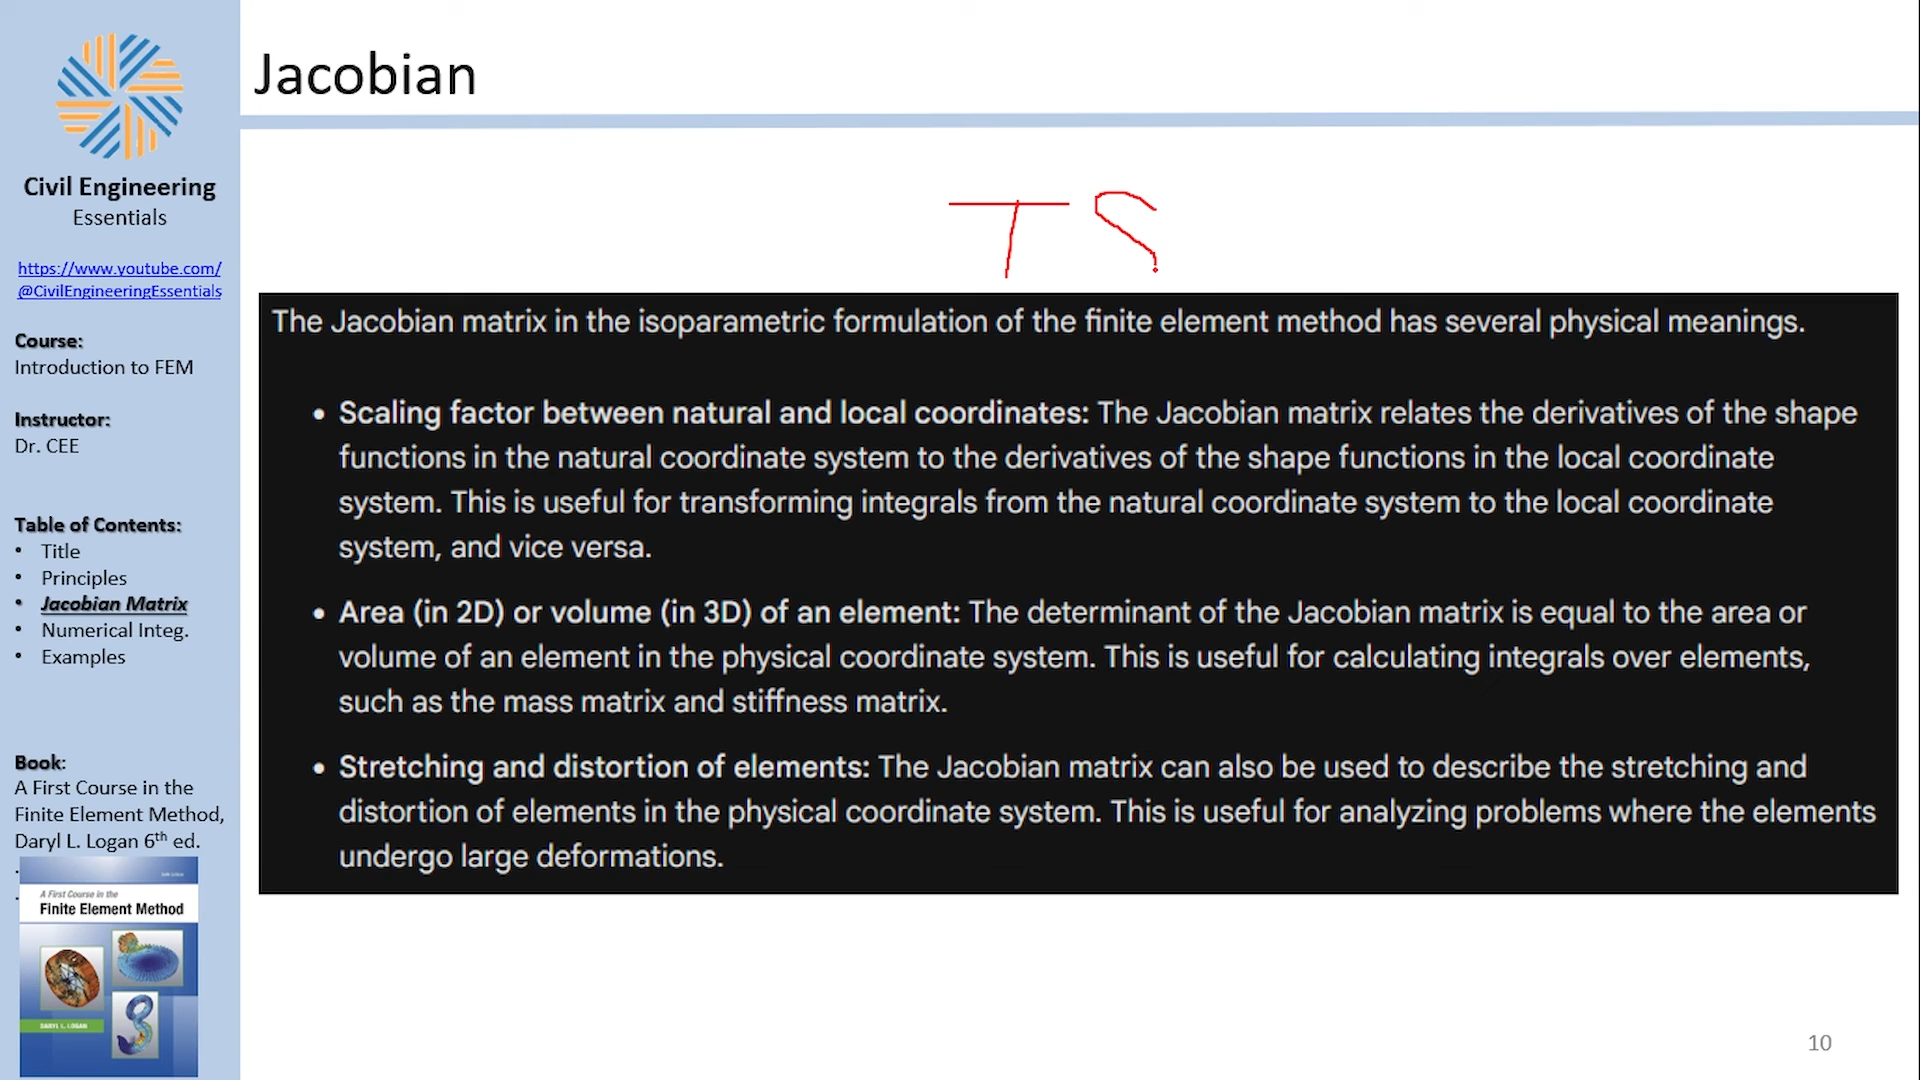 Jacobian
Civil Engineering
Essentials
https://www.youtube.com/
@CivilEngineeringEssentials
Course:
Introduction to FEM
Instructor:
Dr. CEE
Table of Contents:
• Title
• Principles
• Jacobian Matrix
• Numerical Integ.
• Examples
Book:
A First Course in the
Finite Element Method,
Daryl L. Logan 6th ed.
A First Course in the
Finite Element Method
DARYL L. LOGAN
T S
The Jacobian matrix in the isoparametric formulation of the finite element method has several physical meanings.
• Scaling factor between natural and local coordinates: The Jacobian matrix relates the derivatives of the shape
functions in the natural coordinate system to the derivatives of the shape functions in the local coordinate
system. This is useful for transforming integrals from the natural coordinate system to the local coordinate
system, and vice versa.
• Area (in 2D) or volume (in 3D) of an element: The determinant of the Jacobian matrix is equal to the area or
volume of an element in the physical coordinate system. This is useful for calculating integrals over elements,
such as the mass matrix and stiffness matrix.
• Stretching and distortion of elements: The Jacobian matrix can also be used to describe the stretching and
distortion of elements in the physical coordinate system. This is useful for analyzing problems where the elements
undergo large deformations.
10